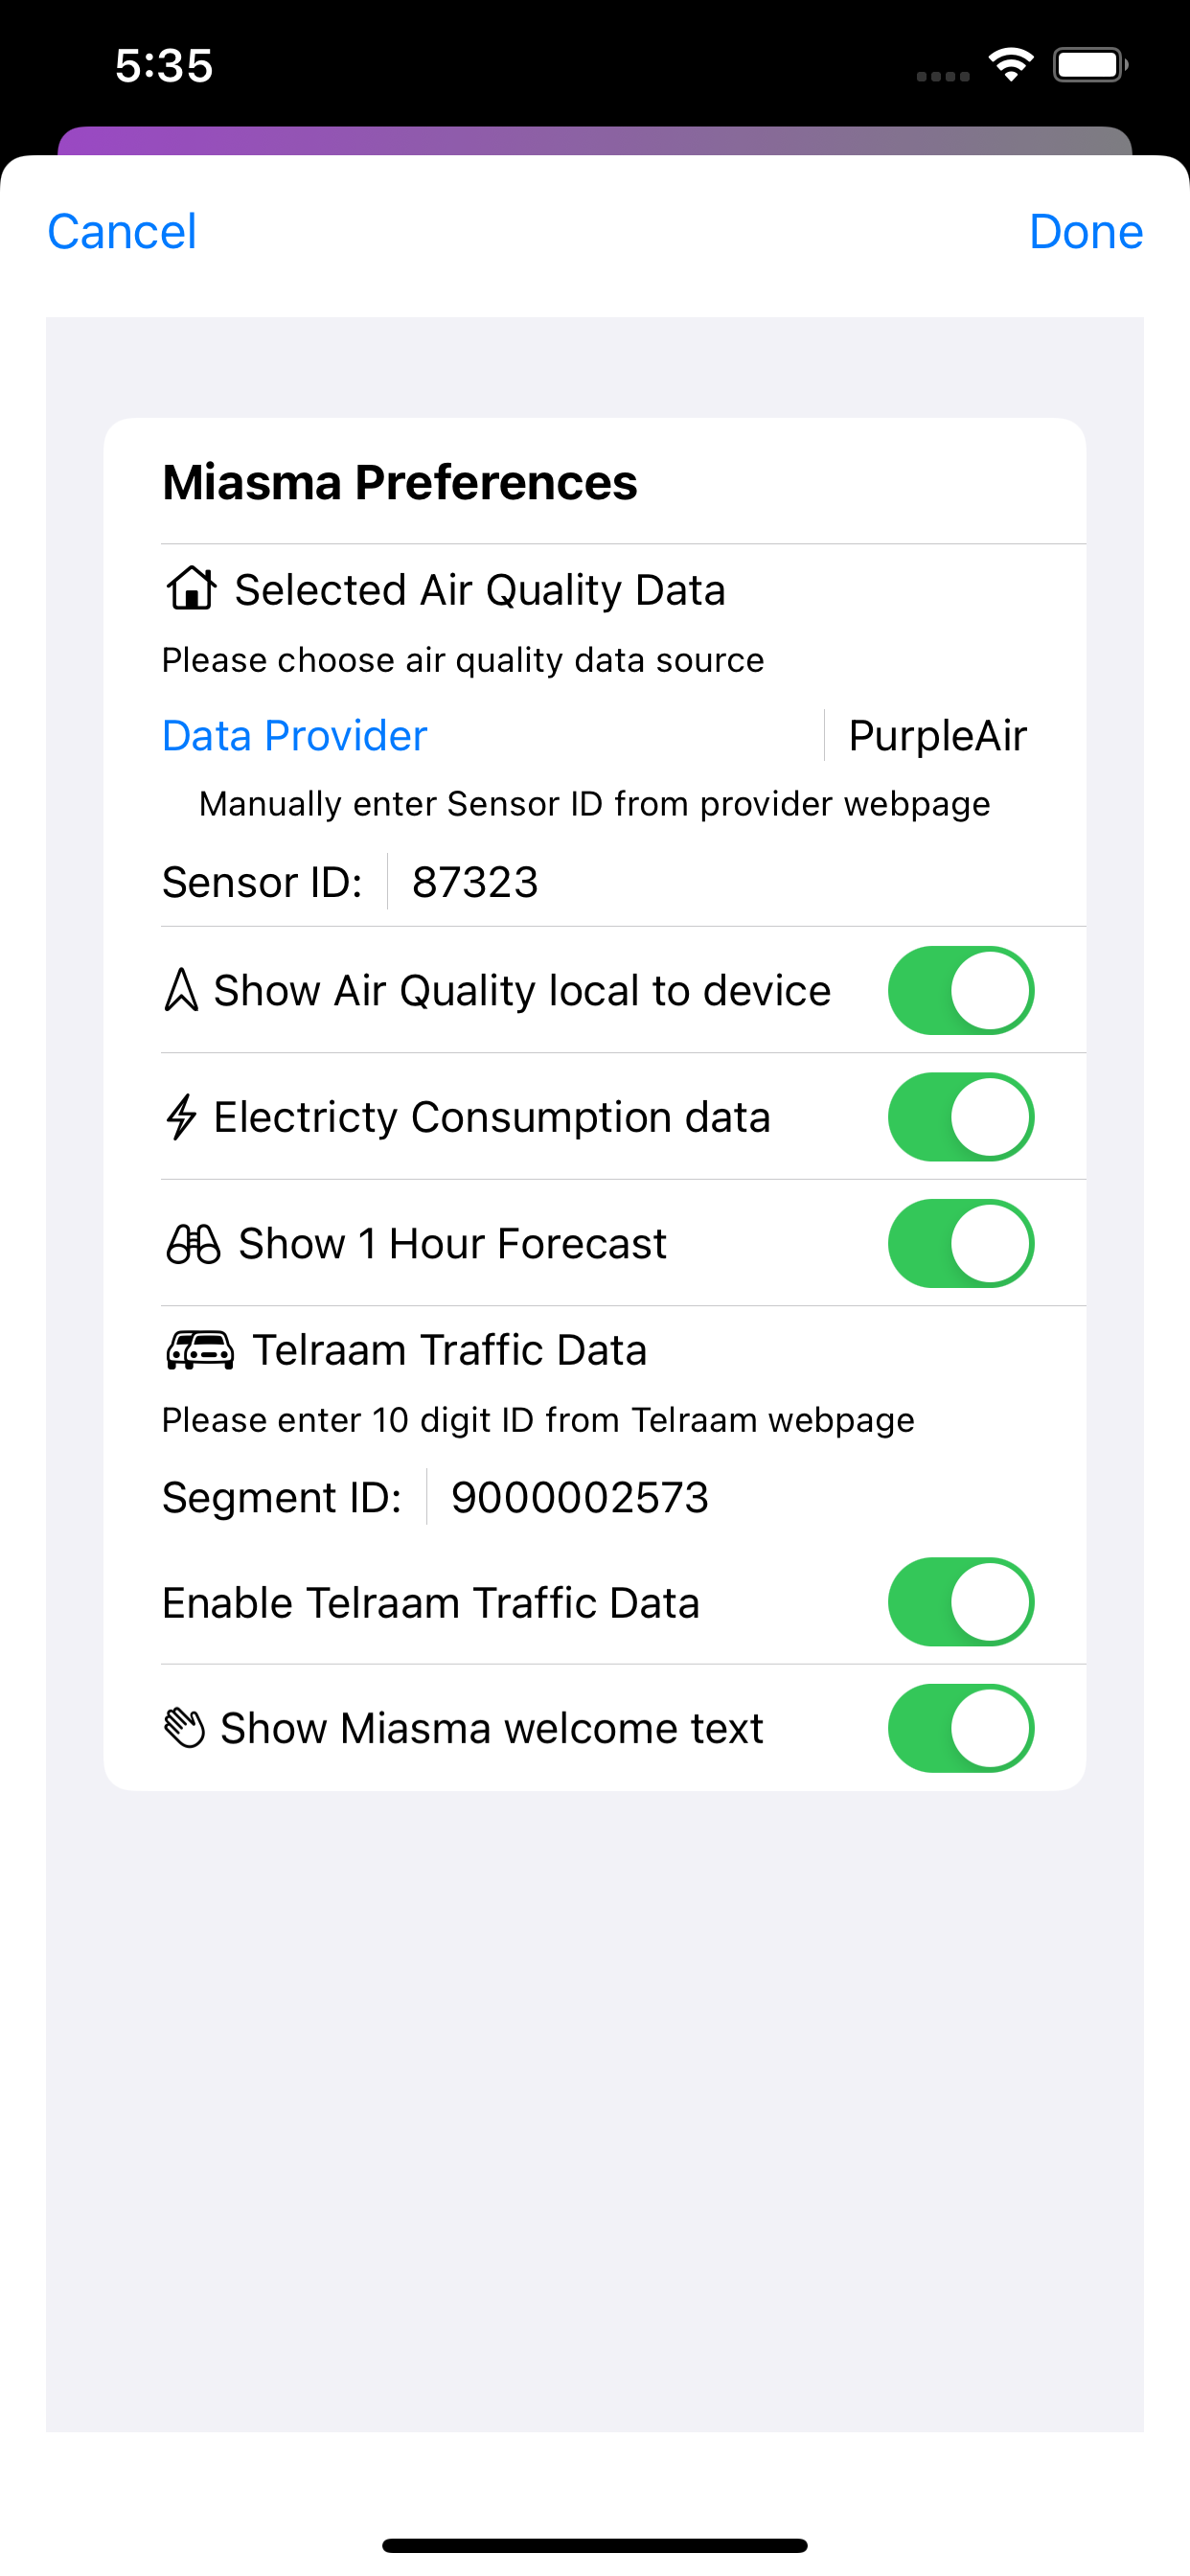 5:35
Cancel Done
Miasma Preferences
Selected Air Quality Data
Please choose air quality data source
Data Provider PurpleAir
Manually enter Sensor ID from provider webpage
Sensor ID: 87323
Show Air Quality local to device
Electricty Consumption data
Show 1 Hour Forecast
Telraam Traffic Data
Please enter 10 digit ID from Telraam webpage
Segment ID: 9000002573
Enable Telraam Traffic Data
Show Miasma welcome text